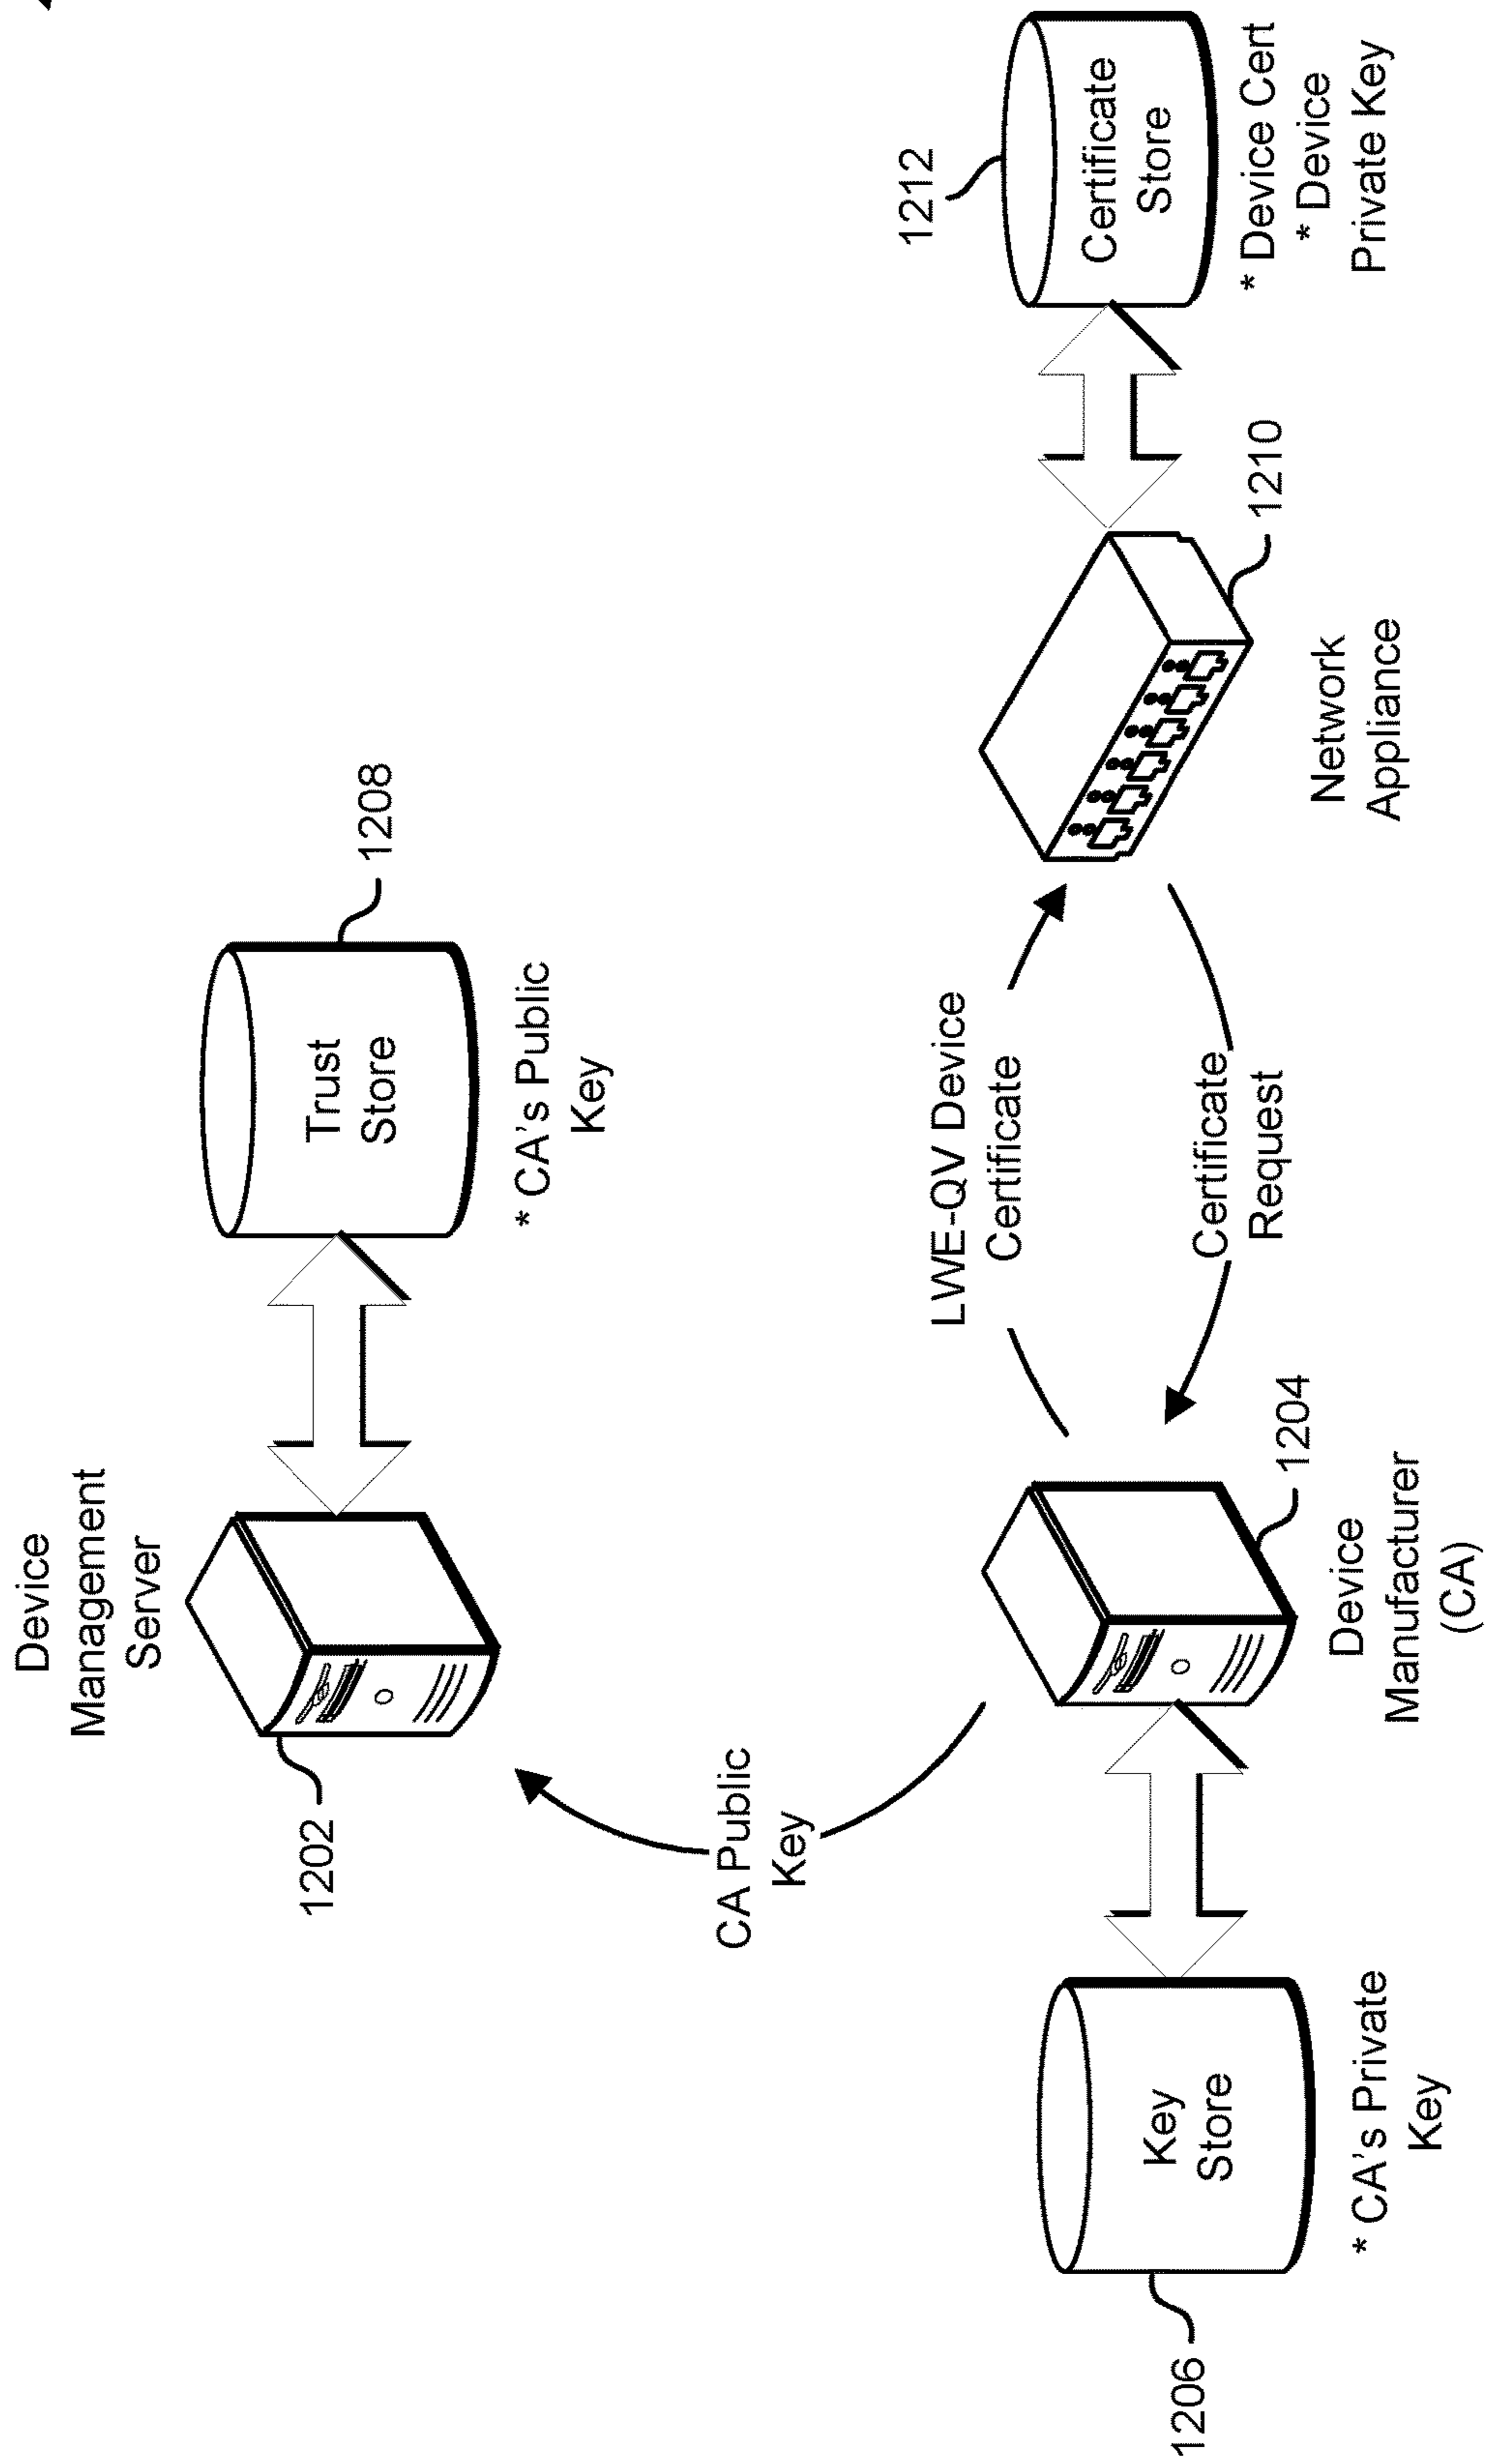 Device
Management
Server
1202
Trust
Store
1208
* CA's Public
Key
CA Public
Key
LWE-QV Device
Certificate
Certificate
Request
Key
Store
1206
* CA's Private
Key
1204
Device
Manufacturer
(CA)
1210
Network
Appliance
1212
Certificate
Store
* Device Cert
* Device
Private Key